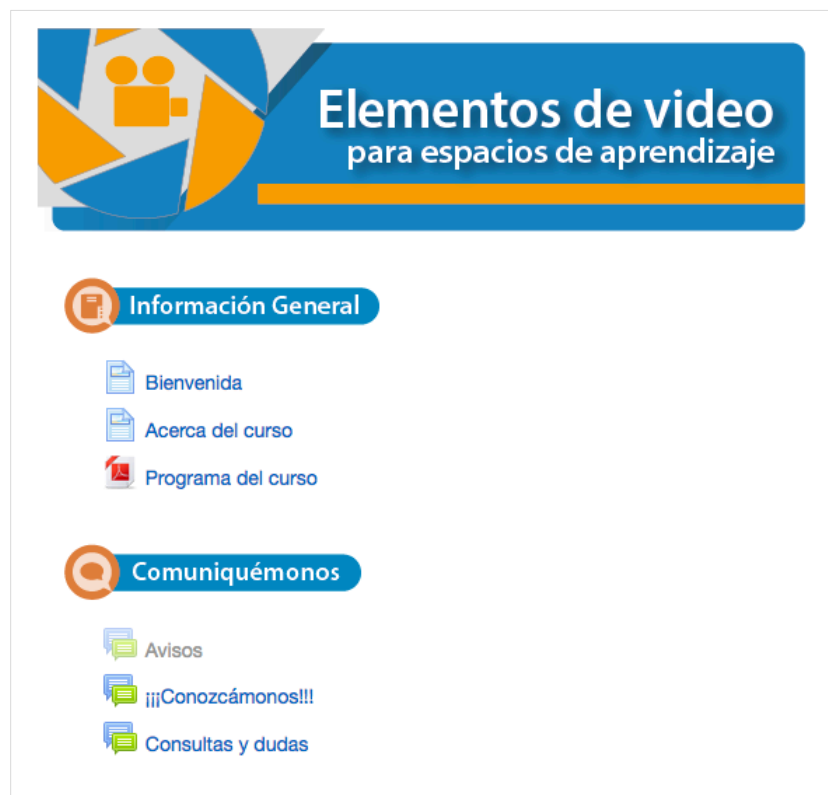 Elementos de video
para espacios de aprendizaje
Información General
Bienvenida
Acerca del curso
Programa del curso
Comuniquémonos
Avisos
¡¡¡Conozcámonos!!!
Consultas y dudas